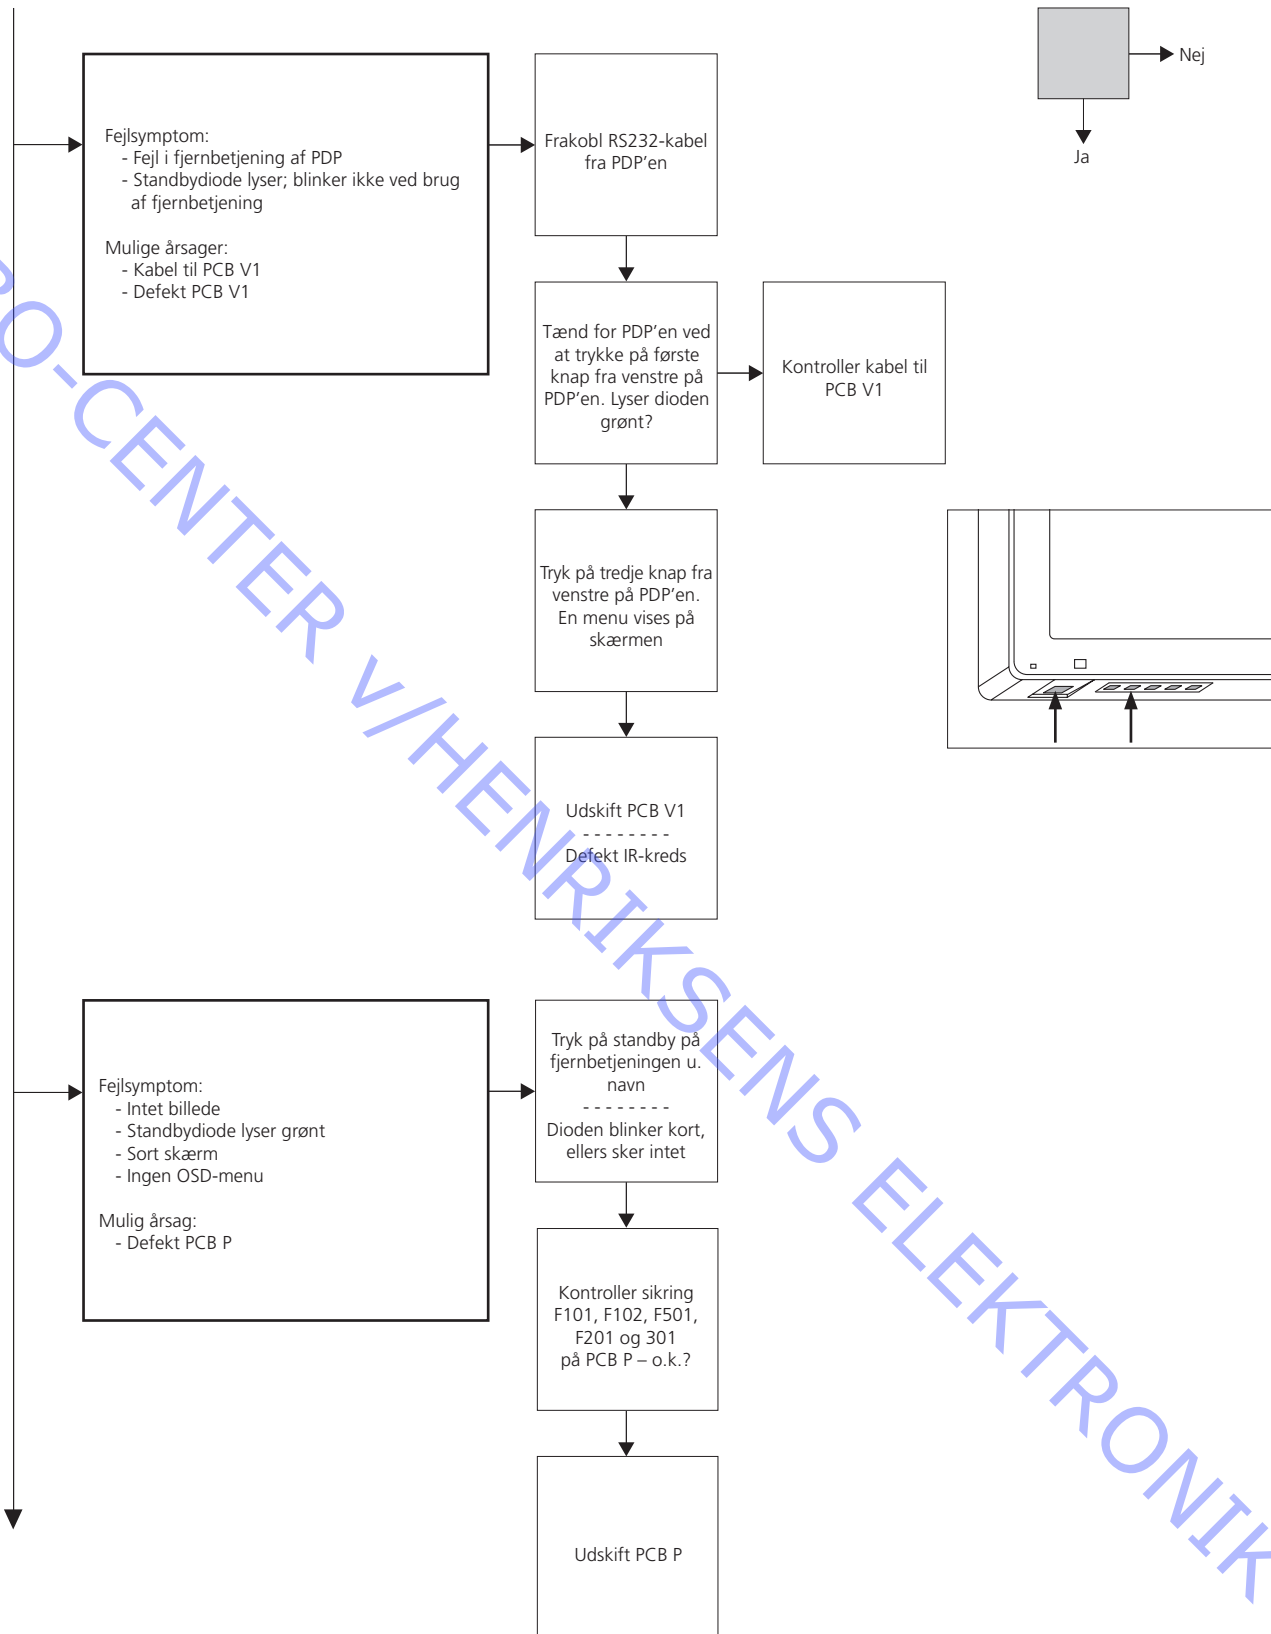 Nej
Ja
Fejlsymptom:
- Fejl i fjernbetjening af PDP
- Standbydiode lyser; blinker ikke ved brug
af fjernbetjening
Mulige årsager:
- Kabel til PCB V1
- Defekt PCB V1
Frakobl RS232-kabel
fra PDP’en
Tænd for PDP’en ved
at trykke på første
knap fra venstre på
PDP’en. Lyser dioden
grønt?
Kontroller kabel til
PCB V1
Tryk på tredje knap fra
venstre på PDP’en.
En menu vises på
skærmen
Udskift PCB V1
- - - - - - - -
Defekt IR-kreds
Fejlsymptom:
- Intet billede
- Standbydiode lyser grønt
- Sort skærm
- Ingen OSD-menu
Mulig årsag:
- Defekt PCB P
Tryk på standby på
fjernbetjeningen u.
navn
- - - - - - - -
Dioden blinker kort,
ellers sker intet
Kontroller sikring
F101, F102, F501,
F201 og 301
på PCB P – o.k.?
Udskift PCB P
O-CENTER v/HENRIKSENS ELEKTRONIK